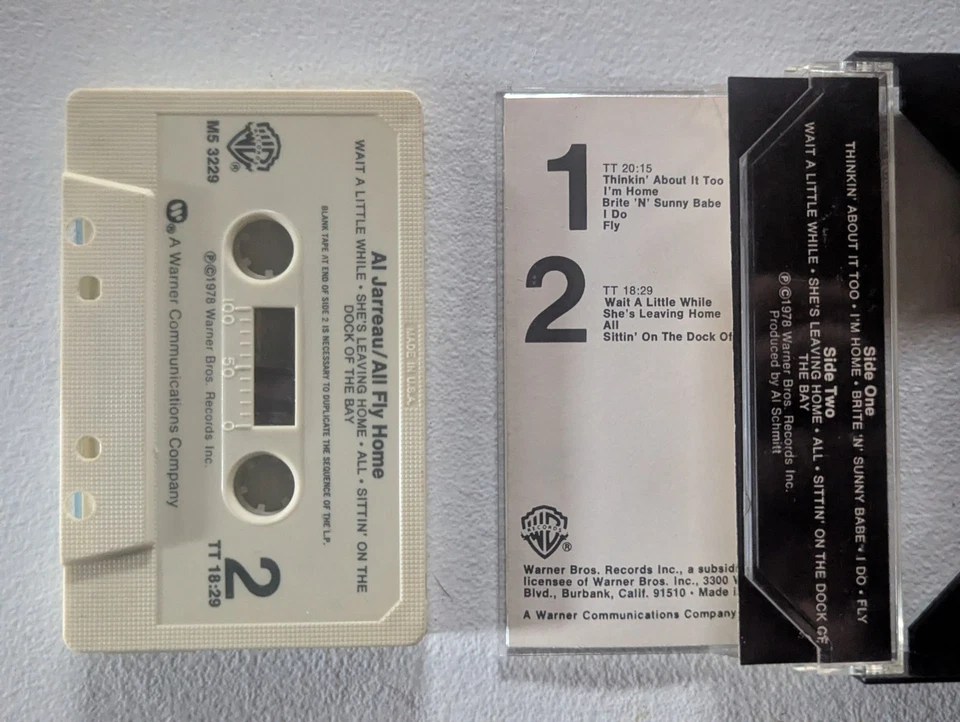 MADE IN U.S.A.
Al Jarreau/All Fly Home
WAIT A LITTLE WHILE • SHE'S LEAVING HOME • ALL • SITTIN' ON THE
DOCK OF THE BAY
BLANK TAPE AT END OF SIDE 2 IS NECESSARY TO DUPLICATE THE SEQUENCE OF THE L.P.
WB
®
M5 3229
100 50 0
2
TT 18:29
℗©1978 Warner Bros. Records Inc.
® A Warner Communications Company
1
TT 20:15
Thinkin' About It Too
I'm Home
Brite 'N' Sunny Babe
I Do
Fly
2
TT 18:29
Wait A Little While
She's Leaving Home
All
Sittin' On The Dock Of
WB
RECORDS
®
Warner Bros. Records Inc., a subsid
licensee of Warner Bros. Inc., 3300
Blvd., Burbank, Calif. 91510 • Made
A Warner Communications Company
Side One
THINKIN' ABOUT IT TOO • I'M HOME • BRITE 'N' SUNNY BABE • I DO • FLY
Side Two
WAIT A LITTLE WHILE • SHE'S LEAVING HOME • ALL • SITTIN' ON THE DOCK OF
THE BAY
℗©1978 Warner Bros. Records Inc.
Produced by Al Schmitt